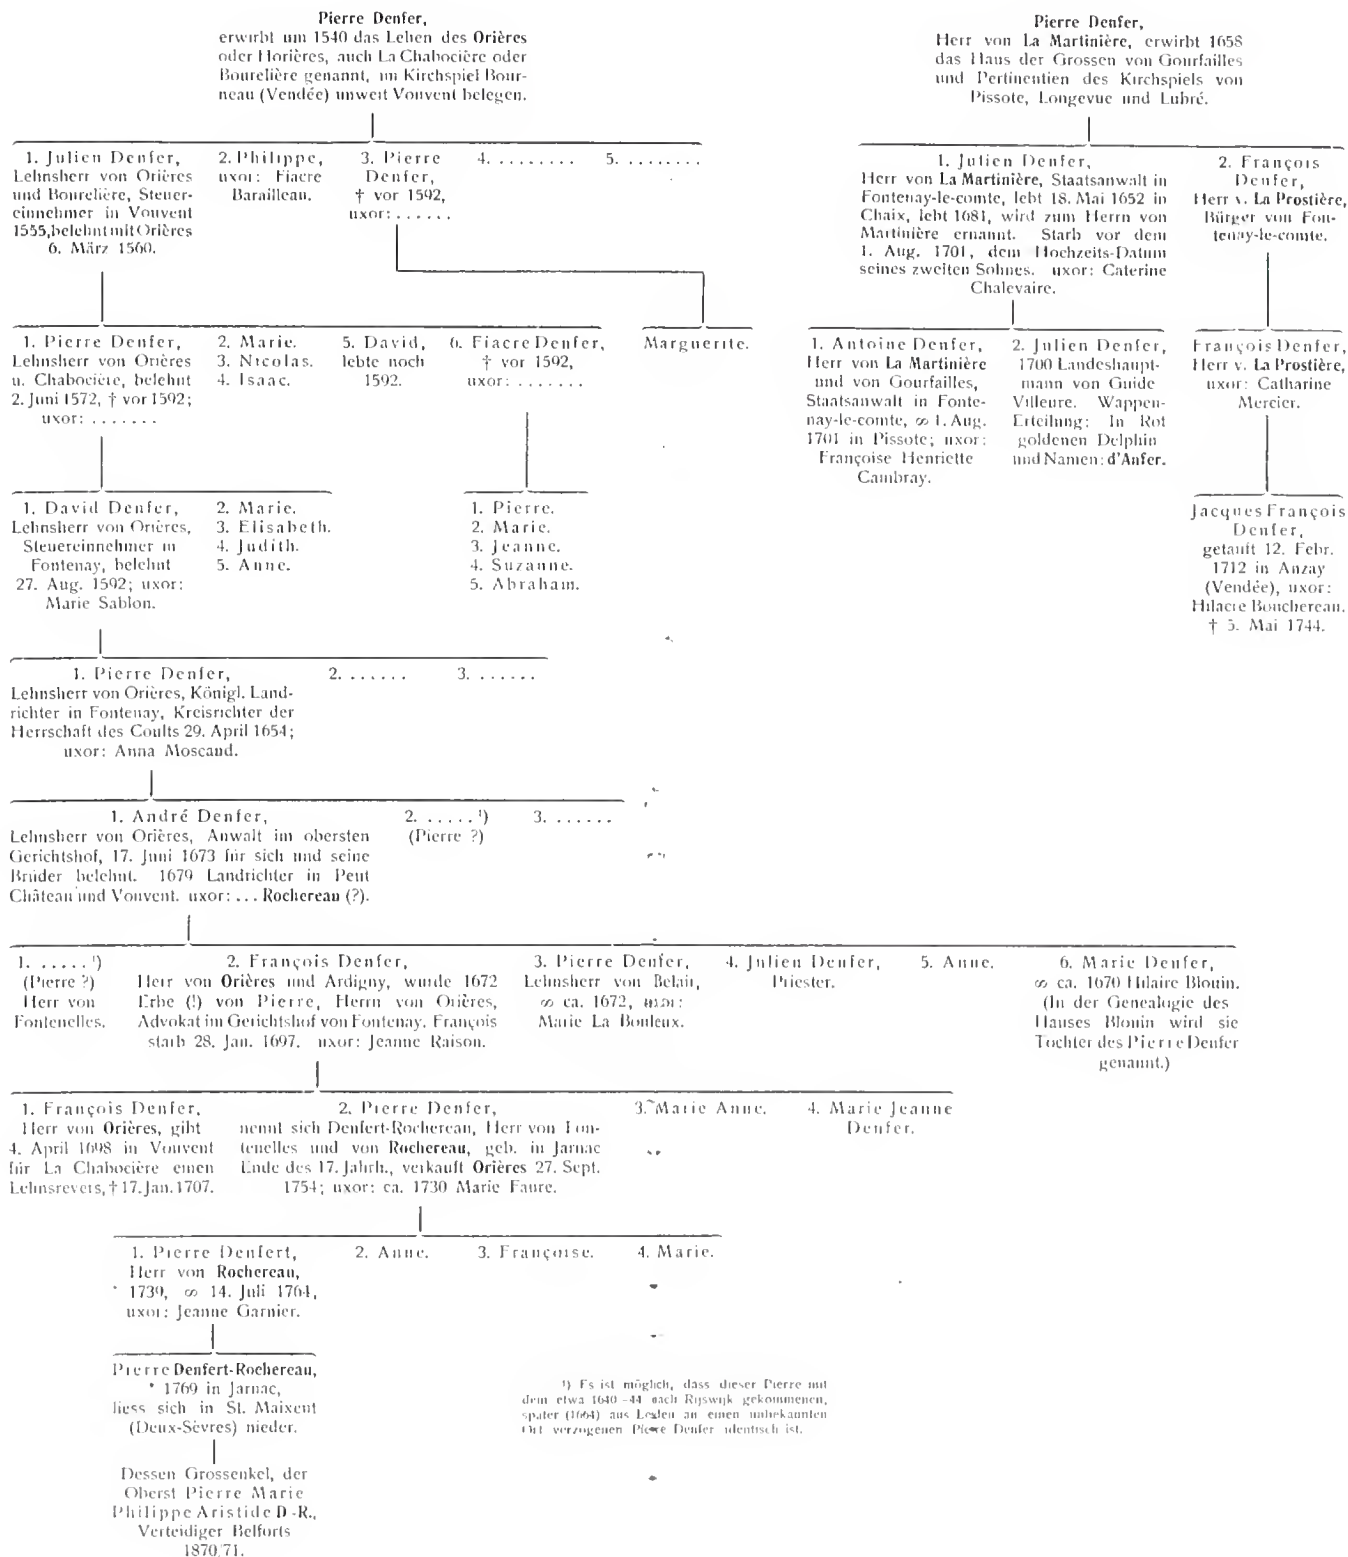 Pierre Denfer,
erwirbt um 1540 das Lehen des Orières
oder Horières, auch La Chabocière oder
Bourelière genannt, im Kirchspiel Bour-
neau (Vendée) unweit Vouvent belegen.
1. Julien Denfer,
Lehnsherr von Orières
und Bourelière, Steuer-
einnehmer in Vouvent
1555, belehnt mit Orières
6. März 1560.
2. Philippe,
uxor: Fiacre
Barailleau.
3. Pierre
Denfer,
† vor 1592,
uxor: ......
4. .........
5. ........
1. Pierre Denfer,
Lehnsherr von Orières
u. Chabocière, belehnt
2. Juni 1572, † vor 1592;
uxor: .......
2. Marie.
3. Nicolas.
4. Isaac.
5. David,
lebte noch
1592.
6. Fiacre Denfer,
† vor 1592,
uxor: .......
Marguerite.
1. David Denfer,
Lehnsherr von Orières,
Steuereinnehmer in
Fontenay, belehnt
27. Aug. 1592; uxor:
Marie Sablon.
2. Marie.
3. Elisabeth.
4. Judith.
5. Anne.
1. Pierre.
2. Marie.
3. Jeanne.
4. Suzanne.
5. Abraham.
1. Pierre Denfer,
Lehnsherr von Orières, Königl. Land-
richter in Fontenay, Kreisrichter der
Herrschaft des Coults 29. April 1654;
uxor: Anna Moscaud.
2. ......
3. ......
1. André Denfer,
Lehnsherr von Orières, Anwalt im obersten
Gerichtshof, 17. Juni 1673 für sich und seine
Brüder belehnt. 1679 Landrichter in Petit
Château und Vouvent. uxor: ... Rochereau (?).
2. ......¹)
(Pierre ?)
3. ......
1. .....¹)
(Pierre ?)
Herr von
Fontenelles.
2. François Denfer,
Herr von Orières und Ardigny, wurde 1672
Erbe (!) von Pierre, Herrn von Orières,
Advokat im Gerichtshof von Fontenay. François
starb 28. Jan. 1697. uxor: Jeanne Raison.
3. Pierre Denfer,
Lehnsherr von Belair,
∞ ca. 1672, uxor:
Marie La Bouleux.
4. Julien Denfer,
Priester.
5. Anne.
6. Marie Denfer,
∞ ca. 1670 Hilaire Blouin.
(In der Genealogie des
Hauses Blouin wird sie
Tochter des Pierre Denfer
genannt.)
1. François Denfer,
Herr von Orières, gibt
4. April 1698 in Vouvent
für La Chabocière einen
Lehnsrevers, † 17. Jan. 1707.
2. Pierre Denfer,
nennt sich Denfert-Rochereau, Herr von Fon-
tenelles und von Rochereau, geb. in Jarnac
Ende des 17. Jahrh., verkauft Orières 27. Sept.
1754; uxor: ca. 1730 Marie Faure.
3. Marie Anne.
4. Marie Jeanne
Denfer.
1. Pierre Denfert,
Herr von Rochereau,
* 1739, ∞ 14. Juli 1764,
uxor: Jeanne Garnier.
2. Anne.
3. Françoise.
4. Marie.
Pierre Denfert-Rochereau,
* 1769 in Jarnac,
liess sich in St. Maixent
(Deux-Sèvres) nieder.
Dessen Grossenkel, der
Oberst Pierre Marie
Philippe Aristide D.-R.,
Verteidiger Belforts
1870/71.
¹) Es ist möglich, dass dieser Pierre mit
dem etwa 1640–44 nach Rijswijk gekommenen,
später (1664) aus Leiden an einen unbekannten
Ort verzogenen Pierre Denfer identisch ist.
Pierre Denfer,
Herr von La Martinière, erwirbt 1658
das Haus der Grossen von Gourfailles
und Pertinentien des Kirchspiels von
Pissote, Longevue und Lubré.
1. Julien Denfer,
Herr von La Martinière, Staatsanwalt in
Fontenay-le-comte, lebt 18. Mai 1652 in
Chaix, lebt 1681, wird zum Herrn von
Martinière ernannt. Starb vor dem
1. Aug. 1701, dem Hochzeits-Datum
seines zweiten Sohnes. uxor: Caterine
Chalevaire.
2. François
Denfer,
Herr v. La Prostière,
Bürger von Fon-
tenay-le-comte.
1. Antoine Denfer,
Herr von La Martinière
und von Gourfailles,
Staatsanwalt in Fonte-
nay-le-comte, ∞ 1. Aug.
1701 in Pissote; uxor:
Françoise Henriette
Cambray.
2. Julien Denfer,
1700 Landeshaupt-
mann von Guide
Villeure. Wappen-
Erteilung: In Rot
goldenen Delphin
und Namen: d'Anfer.
François Denfer,
Herr v. La Prostière,
uxor: Catharine
Mercier.
Jacques François
Denfer,
getauft 12. Febr.
1712 in Anzay
(Vendée), uxor:
Hilacie Bouchereau.
† 5. Mai 1744.